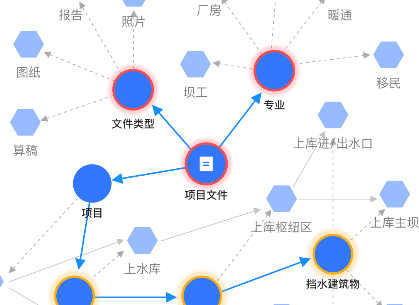 厂房
报告
照片
暖通
图纸
坝工
移民
专业
文件类型
算稿
上库进/出水口
项目文件
项目
上库枢纽区
上库主坝
上水库
挡水建筑物